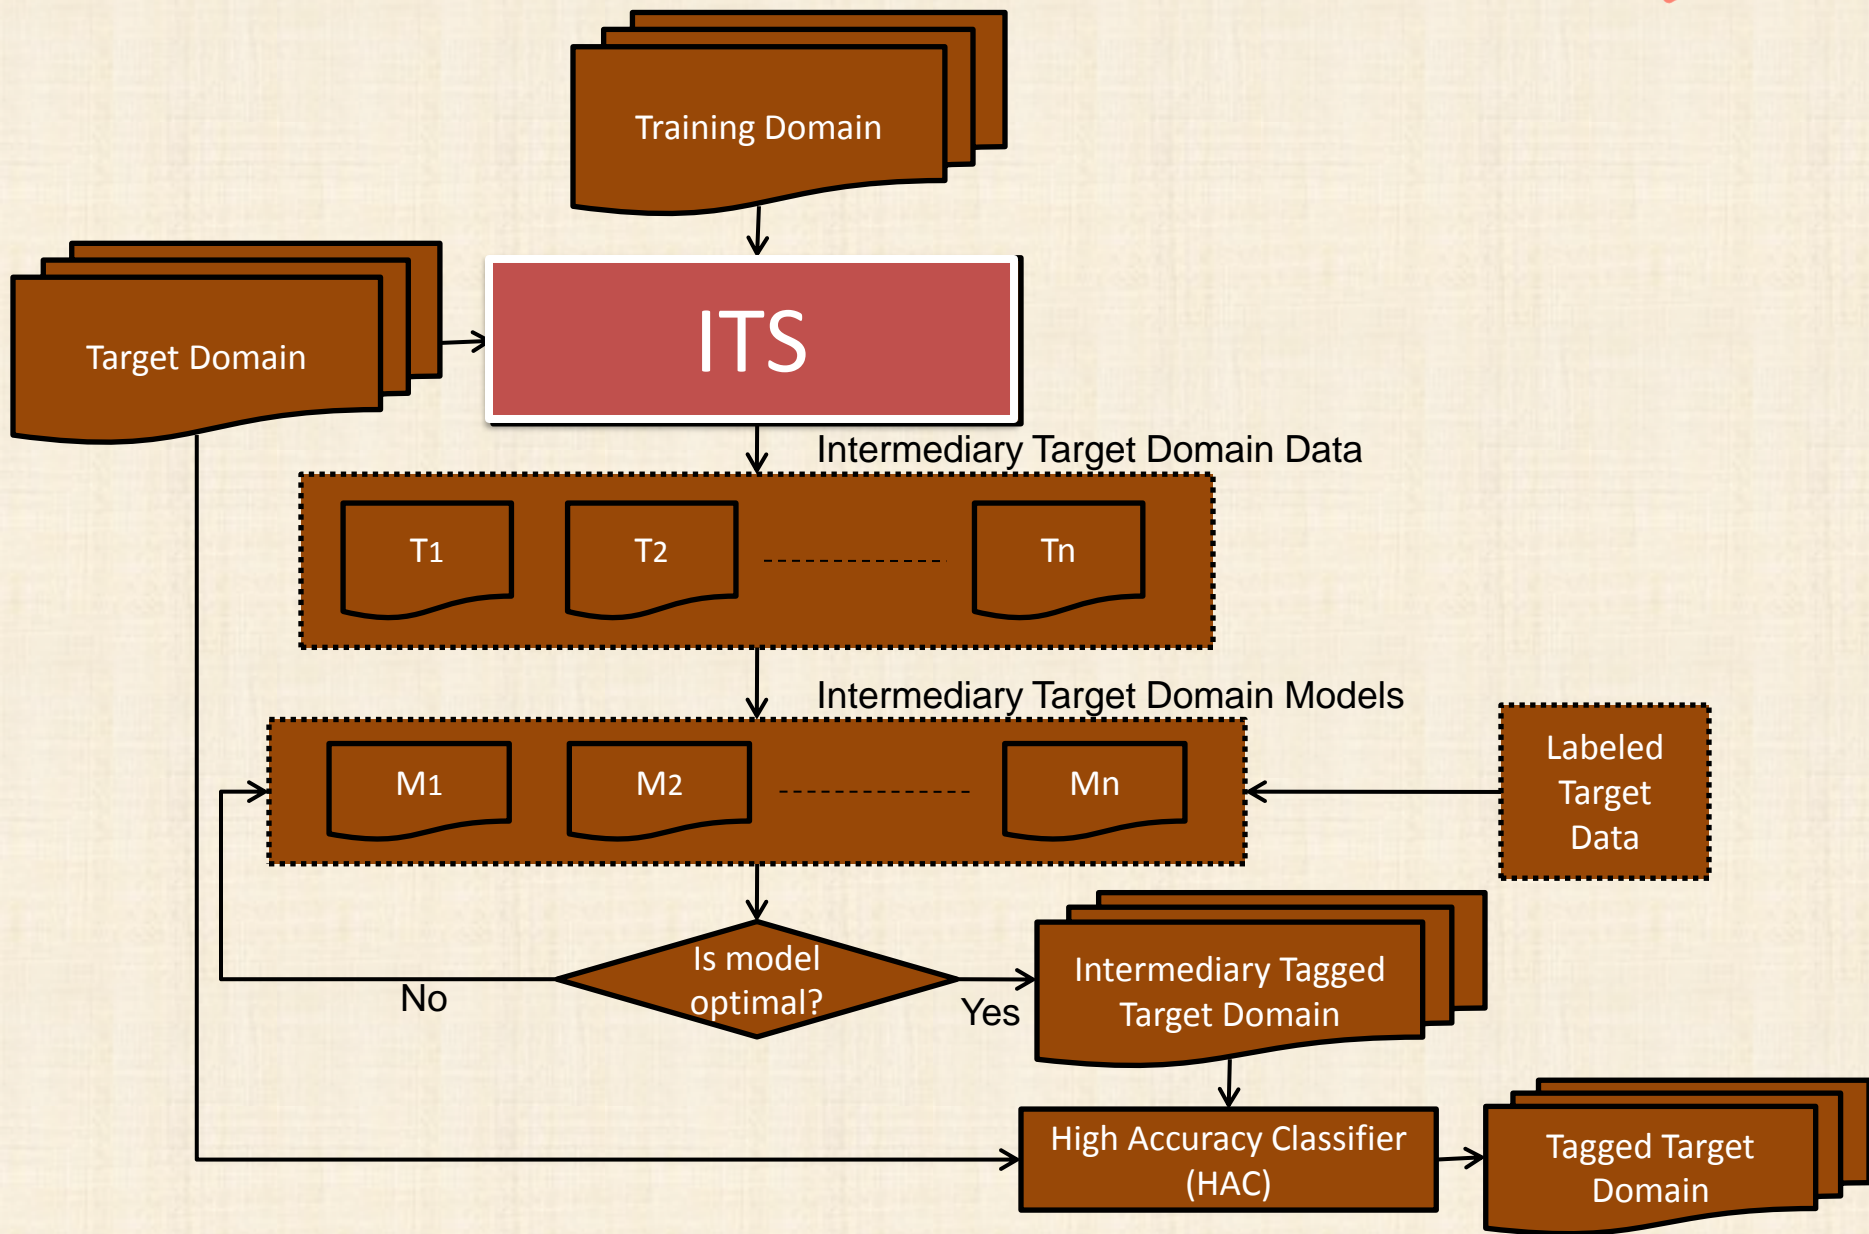 Training Domain
Target Domain
ITS
Intermediary Target Domain Data
T1
T2
Tn
Intermediary Target Domain Models
M1
M2
Mn
Labeled
Target
Data
Is model
optimal?
No
Yes
Intermediary Tagged
Target Domain
High Accuracy Classifier
(HAC)
Tagged Target
Domain